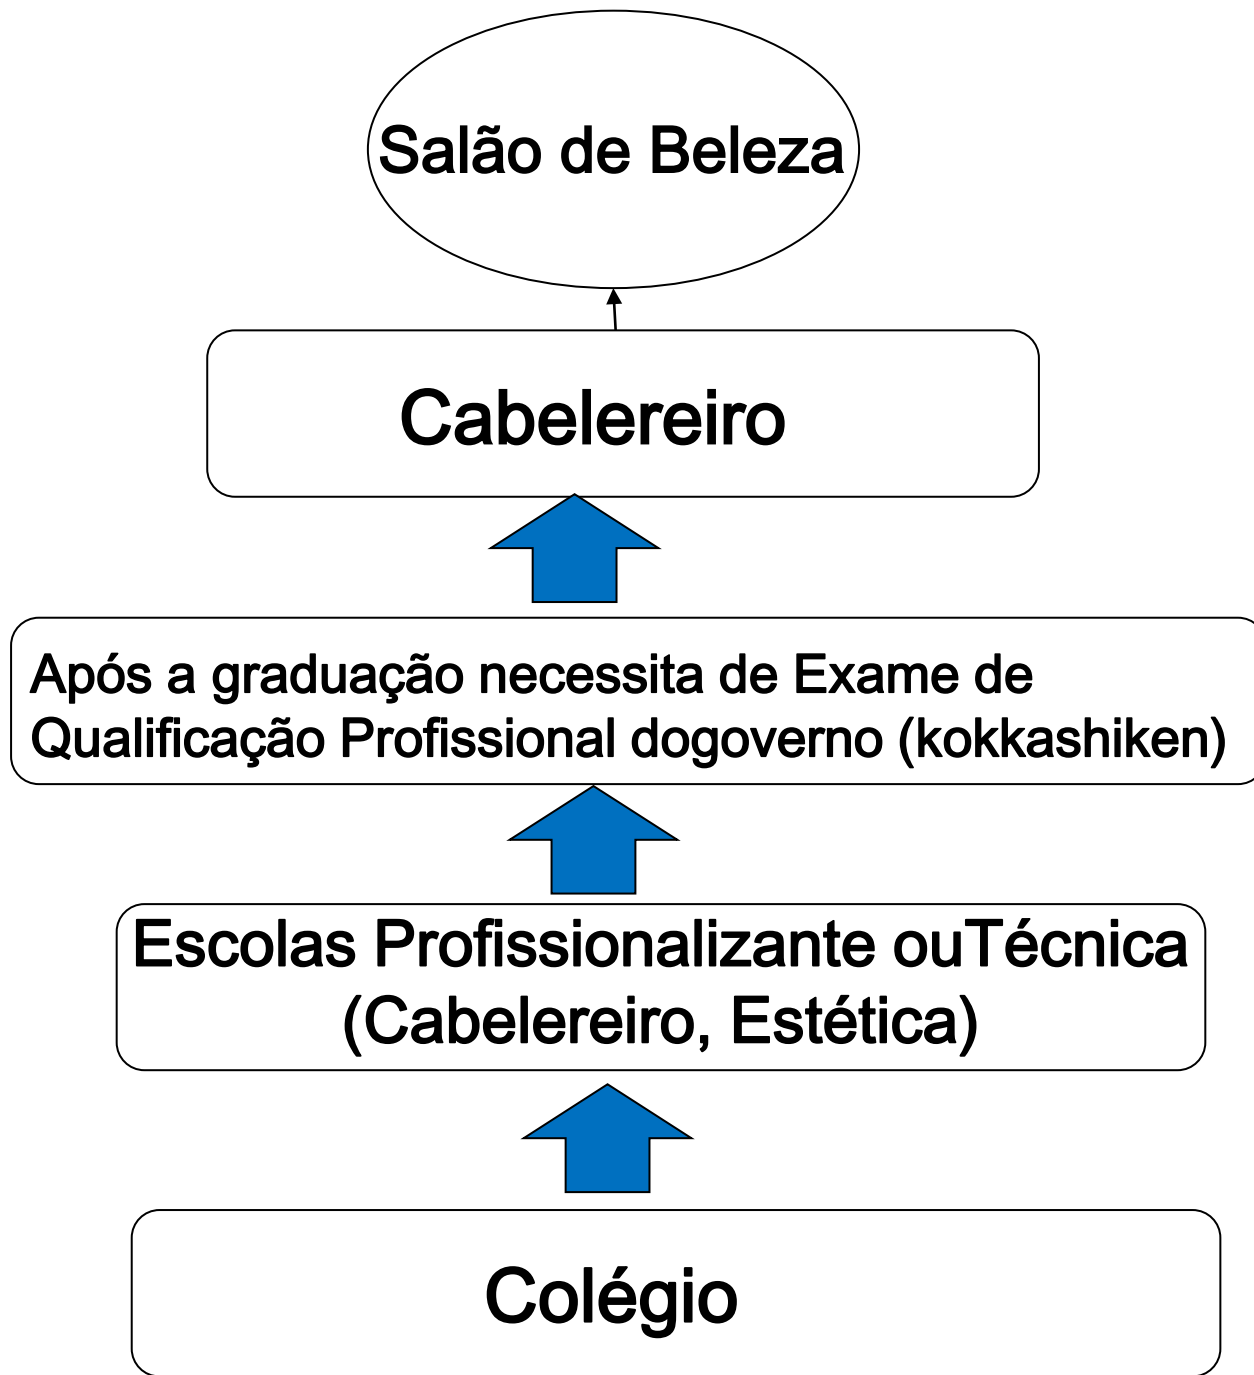 Salão de Beleza
Cabelereiro
Após a graduação necessita de Exame de
Qualificação Profissional dogoverno (kokkashiken)
Escolas Profissionalizante ouTécnica
(Cabelereiro, Estética)
Colégio